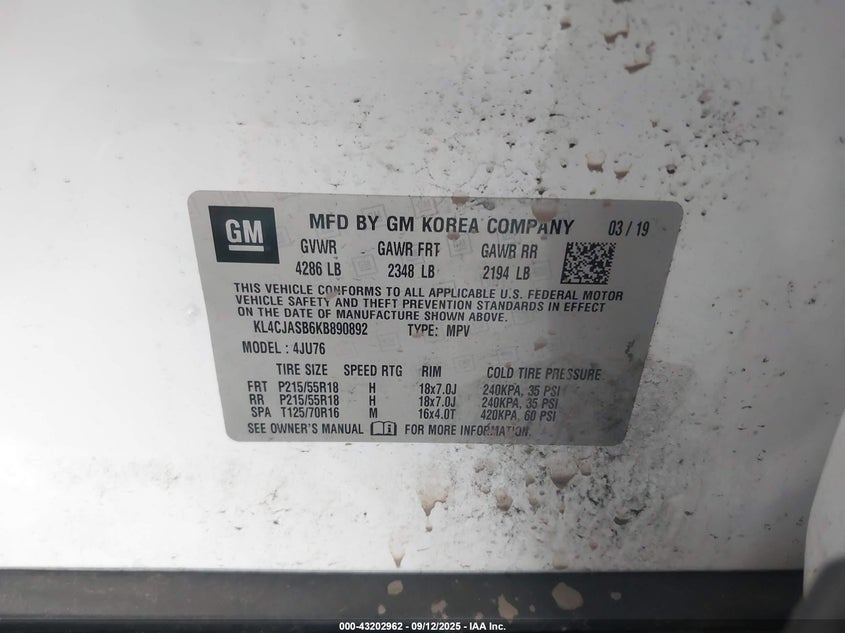 GM
MFD BY GM KOREA COMPANY 03 / 19
GVWR GAWR FRT GAWR RR
4286 LB 2348 LB 2194 LB
THIS VEHICLE CONFORMS TO ALL APPLICABLE U.S. FEDERAL MOTOR
VEHICLE SAFETY AND THEFT PREVENTION STANDARDS IN EFFECT
ON THE DATE OF MANUFACTURE SHOWN ABOVE.
KL4CJASB6KB890892 TYPE: MPV
MODEL : 4JU76
TIRE SIZE SPEED RTG RIM COLD TIRE PRESSURE
FRT P215/55R18 H 18x7.0J 240KPA, 35 PSI
RR P215/55R18 H 18x7.0J 240KPA, 35 PSI
SPA T125/70R16 M 16x4.0T 420KPA, 60 PSI
SEE OWNER'S MANUAL FOR MORE INFORMATION.
000-43202962 - 09/12/2025 - IAA Inc.